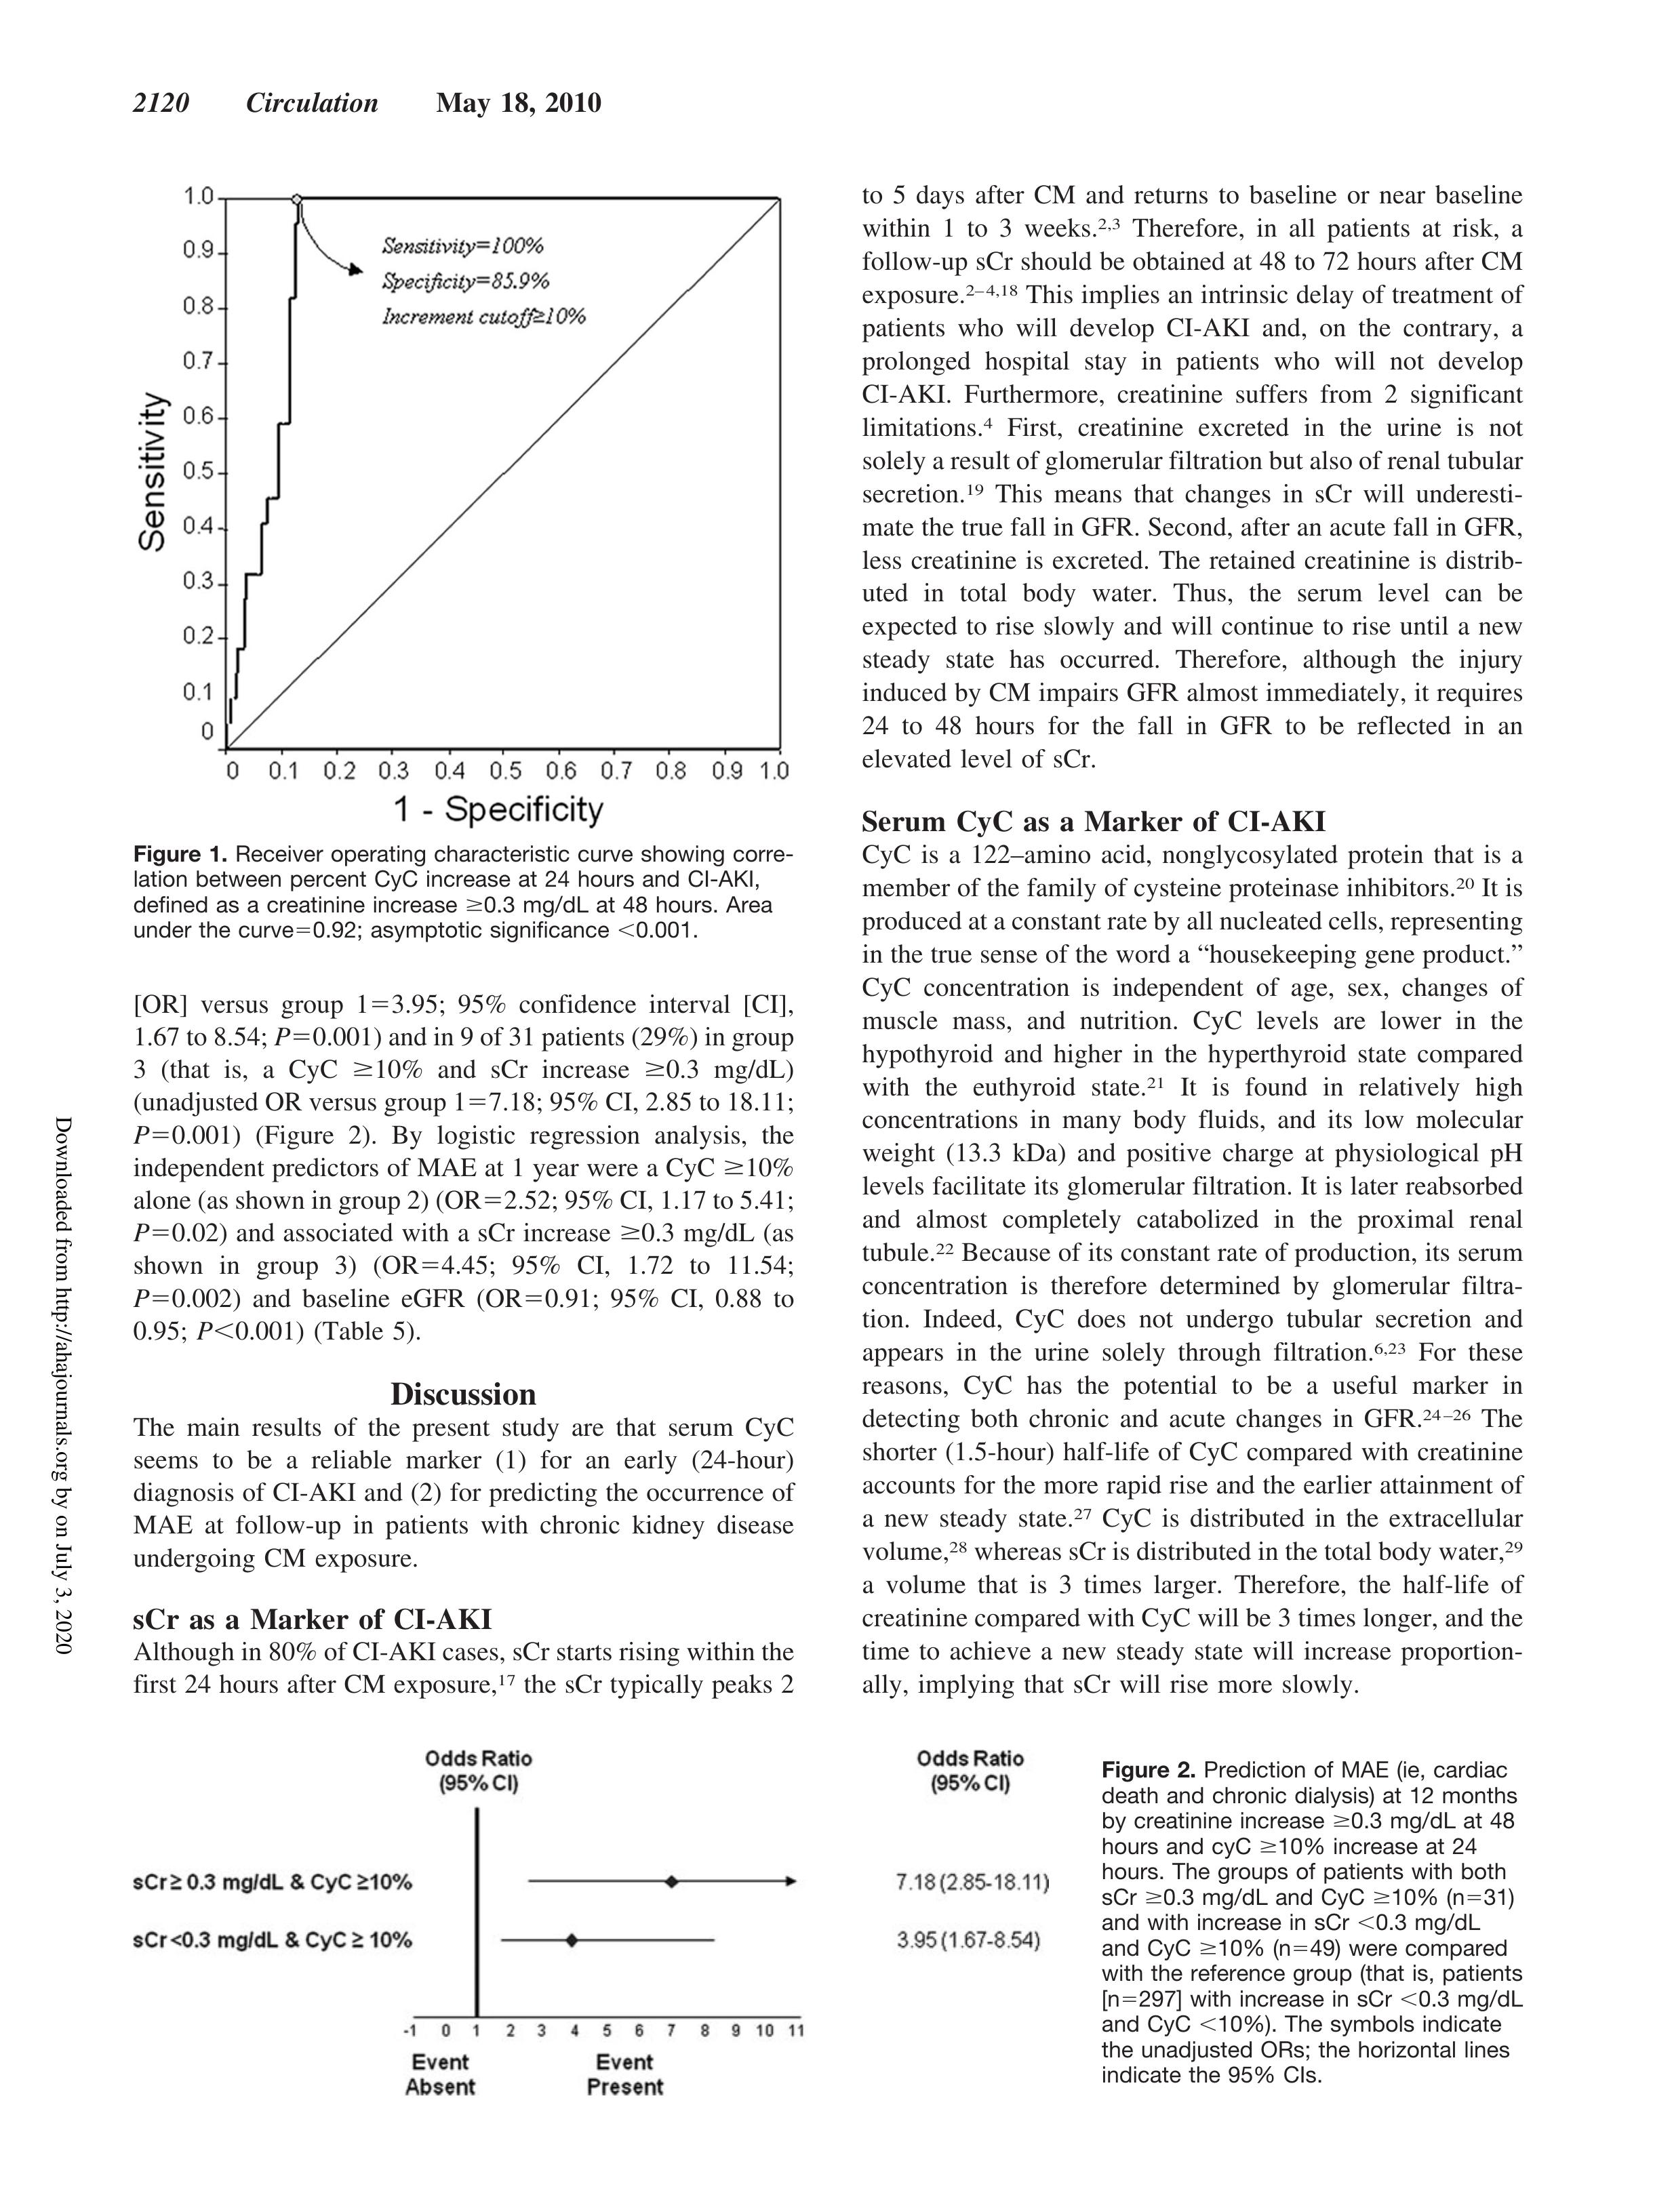 2120 Circulation May 18, 2010
1.0
0.9
0.8
0.7
0.6
0.5
0.4
0.3
0.2
0.1
0
Sensitivity
Sensitivity=100%
Specificity=85.9%
Increment cutoff≥10%
0 0.1 0.2 0.3 0.4 0.5 0.6 0.7 0.8 0.9 1.0
1 - Specificity
Figure 1. Receiver operating characteristic curve showing corre-
lation between percent CyC increase at 24 hours and CI-AKI,
defined as a creatinine increase ≥0.3 mg/dL at 48 hours. Area
under the curve=0.92; asymptotic significance <0.001.
[OR] versus group 1=3.95; 95% confidence interval [CI],
1.67 to 8.54; P=0.001) and in 9 of 31 patients (29%) in group
3 (that is, a CyC ≥10% and sCr increase ≥0.3 mg/dL)
(unadjusted OR versus group 1=7.18; 95% CI, 2.85 to 18.11;
P=0.001) (Figure 2). By logistic regression analysis, the
independent predictors of MAE at 1 year were a CyC ≥10%
alone (as shown in group 2) (OR=2.52; 95% CI, 1.17 to 5.41;
P=0.02) and associated with a sCr increase ≥0.3 mg/dL (as
shown in group 3) (OR=4.45; 95% CI, 1.72 to 11.54;
P=0.002) and baseline eGFR (OR=0.91; 95% CI, 0.88 to
0.95; P<0.001) (Table 5).
Discussion
The main results of the present study are that serum CyC
seems to be a reliable marker (1) for an early (24-hour)
diagnosis of CI-AKI and (2) for predicting the occurrence of
MAE at follow-up in patients with chronic kidney disease
undergoing CM exposure.
sCr as a Marker of CI-AKI
Although in 80% of CI-AKI cases, sCr starts rising within the
first 24 hours after CM exposure,17 the sCr typically peaks 2
to 5 days after CM and returns to baseline or near baseline
within 1 to 3 weeks.2,3 Therefore, in all patients at risk, a
follow-up sCr should be obtained at 48 to 72 hours after CM
exposure.2–4,18 This implies an intrinsic delay of treatment of
patients who will develop CI-AKI and, on the contrary, a
prolonged hospital stay in patients who will not develop
CI-AKI. Furthermore, creatinine suffers from 2 significant
limitations.4 First, creatinine excreted in the urine is not
solely a result of glomerular filtration but also of renal tubular
secretion.19 This means that changes in sCr will underesti-
mate the true fall in GFR. Second, after an acute fall in GFR,
less creatinine is excreted. The retained creatinine is distrib-
uted in total body water. Thus, the serum level can be
expected to rise slowly and will continue to rise until a new
steady state has occurred. Therefore, although the injury
induced by CM impairs GFR almost immediately, it requires
24 to 48 hours for the fall in GFR to be reflected in an
elevated level of sCr.
Serum CyC as a Marker of CI-AKI
CyC is a 122–amino acid, nonglycosylated protein that is a
member of the family of cysteine proteinase inhibitors.20 It is
produced at a constant rate by all nucleated cells, representing
in the true sense of the word a “housekeeping gene product.”
CyC concentration is independent of age, sex, changes of
muscle mass, and nutrition. CyC levels are lower in the
hypothyroid and higher in the hyperthyroid state compared
with the euthyroid state.21 It is found in relatively high
concentrations in many body fluids, and its low molecular
weight (13.3 kDa) and positive charge at physiological pH
levels facilitate its glomerular filtration. It is later reabsorbed
and almost completely catabolized in the proximal renal
tubule.22 Because of its constant rate of production, its serum
concentration is therefore determined by glomerular filtra-
tion. Indeed, CyC does not undergo tubular secretion and
appears in the urine solely through filtration.6,23 For these
reasons, CyC has the potential to be a useful marker in
detecting both chronic and acute changes in GFR.24–26 The
shorter (1.5-hour) half-life of CyC compared with creatinine
accounts for the more rapid rise and the earlier attainment of
a new steady state.27 CyC is distributed in the extracellular
volume,28 whereas sCr is distributed in the total body water,29
a volume that is 3 times larger. Therefore, the half-life of
creatinine compared with CyC will be 3 times longer, and the
time to achieve a new steady state will increase proportion-
ally, implying that sCr will rise more slowly.
Odds Ratio
(95% CI)
Odds Ratio
(95% CI)
sCr≥ 0.3 mg/dL & CyC ≥10%
7.18 (2.85-18.11)
sCr<0.3 mg/dL & CyC ≥ 10%
3.95 (1.67-8.54)
-1 0 1 2 3 4 5 6 7 8 9 10 11
Event
Absent
Event
Present
Figure 2. Prediction of MAE (ie, cardiac
death and chronic dialysis) at 12 months
by creatinine increase ≥0.3 mg/dL at 48
hours and cyC ≥10% increase at 24
hours. The groups of patients with both
sCr ≥0.3 mg/dL and CyC ≥10% (n=31)
and with increase in sCr <0.3 mg/dL
and CyC ≥10% (n=49) were compared
with the reference group (that is, patients
[n=297] with increase in sCr <0.3 mg/dL
and CyC <10%). The symbols indicate
the unadjusted ORs; the horizontal lines
indicate the 95% CIs.
Downloaded from http://ahajournals.org by on July 3, 2020